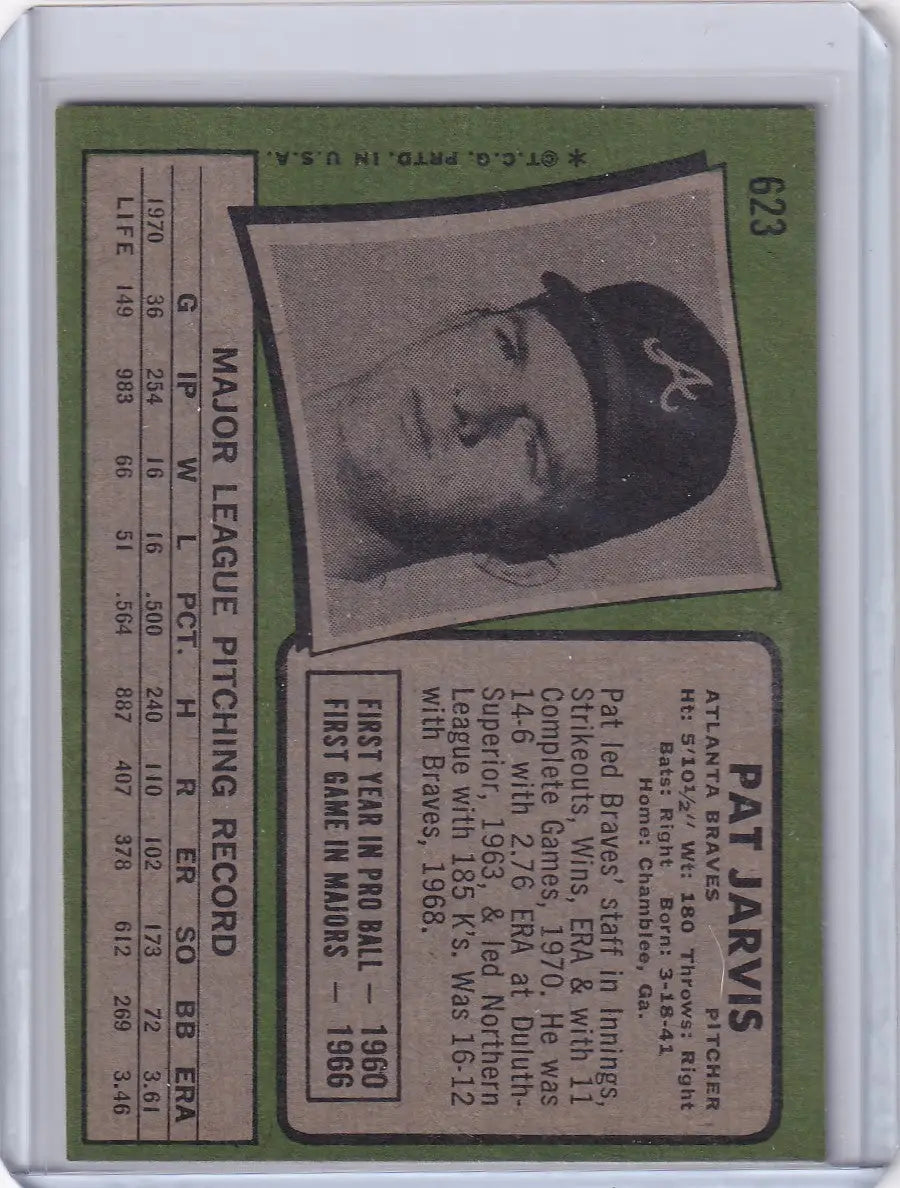 623
*©T.C.G. PRTD. IN U.S.A.
A
PAT JARVIS
ATLANTA BRAVES PITCHER
Ht: 5'10½" Wt: 180 Throws: Right
Bats: Right Born: 3-18-41
Home: Chamblee, Ga.
Pat led Braves' staff in Innings,
Strikeouts, Wins, ERA & with 11
Complete Games, 1970. He was
14-6 with 2.76 ERA at Duluth-
Superior, 1963, & led Northern
League with 185 K's. Was 16-12
with Braves, 1968.
FIRST YEAR IN PRO BALL — 1960
FIRST GAME IN MAJORS — 1966
MAJOR LEAGUE PITCHING RECORD
G IP W L PCT. H R ER SO BB ERA
1970 36 254 16 16 .500 240 110 102 173 72 3.61
LIFE 149 983 66 51 .564 887 407 378 612 269 3.46